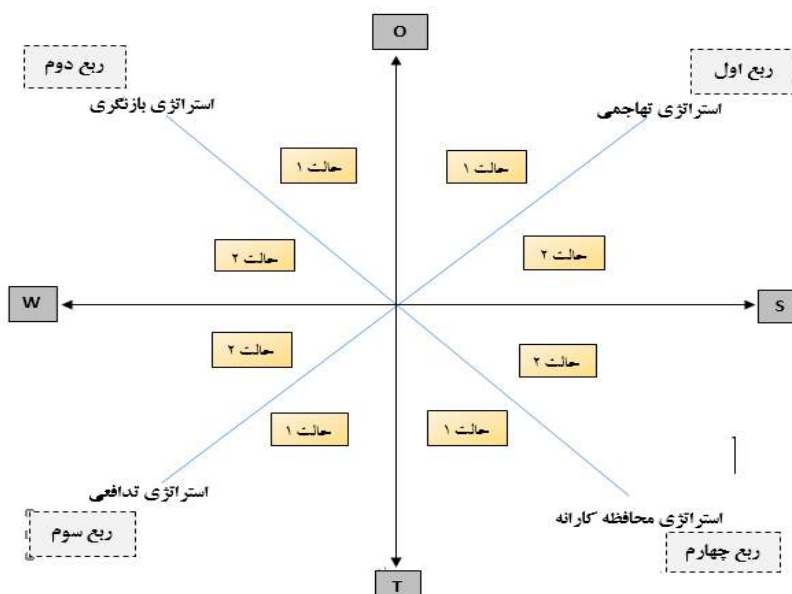 O
ربع دوم
ربع اول
استراتژی بازنگری
استراتژی تهاجمی
حالت ۱
حالت ۱
حالت ۲
حالت ۲
W
S
حالت ۲
حالت ۲
حالت ۱
حالت ۱
استراتژی تدافعی
استراتژی محافظه کارانه
ربع سوم
ربع چهارم
T